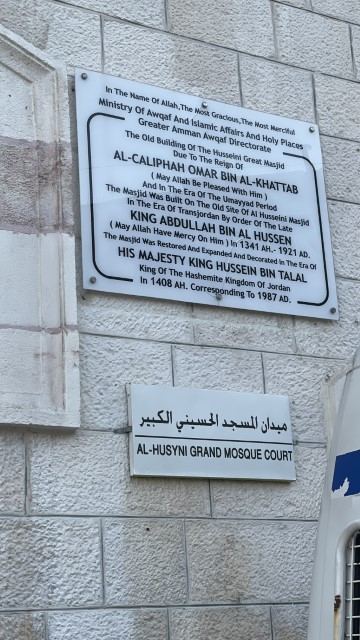 In The Name Of Allah,The Most Gracious,The Most Merciful
Ministry Of Awqaf And Islamic Affairs And Holy Places
Greater Amman Awqaf Directorate
The Old Building Of The Husseini Great Masjid
Due To The Reign Of
AL-CALIPHAH OMAR BIN AL-KHATTAB
( May Allah Be Pleased With Him )
And In The Era Of The Umayyad Period
The Masjid Was Built On The Old Site Of Al Husseini Masjid
In The Era Of Transjordan By Order Of The Late
KING ABDULLAH BIN AL HUSSEN
( May Allah Have Mercy On Him ) In 1341 AH.- 1921 AD.
The Masjid Was Restored And Expanded And Decorated In The Era Of
HIS MAJESTY KING HUSSEIN BIN TALAL
King Of The Hashemite Kingdom Of Jordan
In 1408 AH. Corresponding To 1987 AD.
ميدان المسجد الحسيني الكبير
AL-HUSYNI GRAND MOSQUE COURT